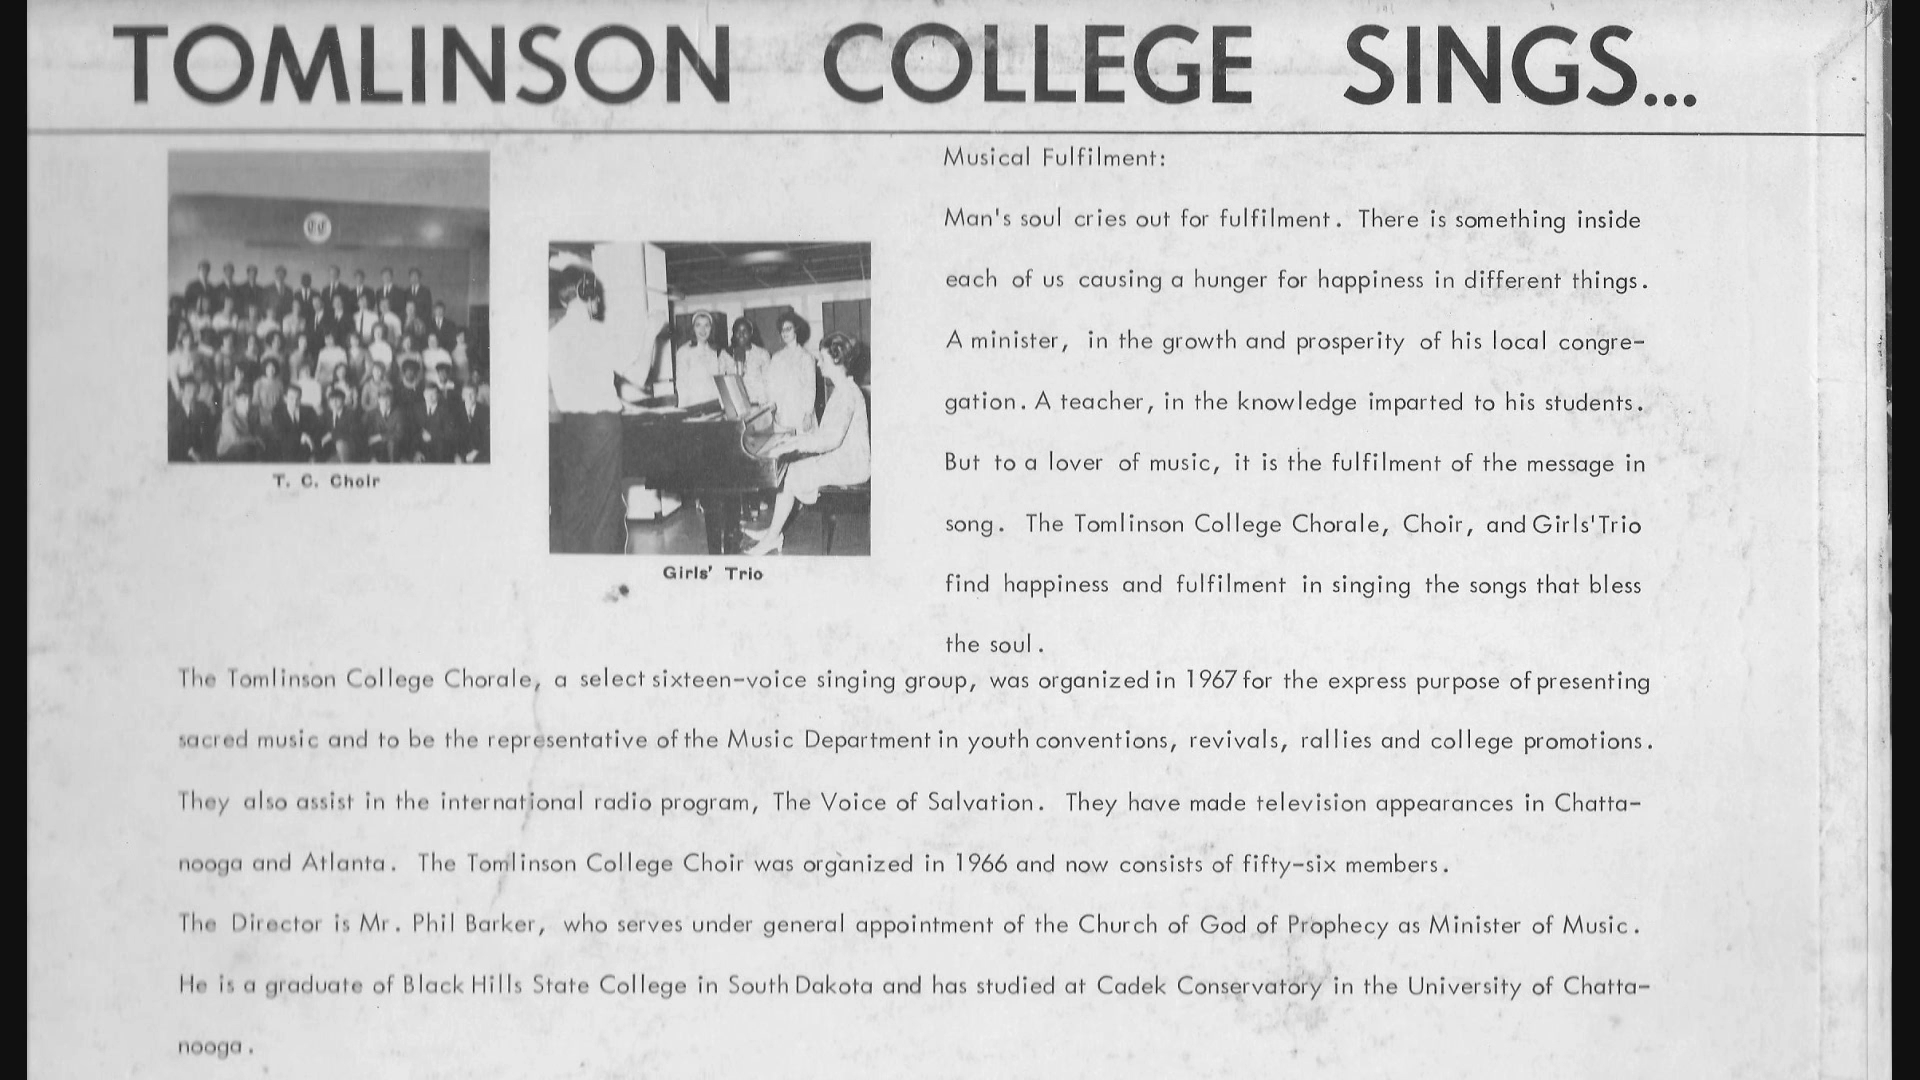 TOMLINSON COLLEGE SINGS...
T. C. Choir
Girls' Trio
Musical Fulfilment:
Man's soul cries out for fulfilment. There is something inside
each of us causing a hunger for happiness in different things.
A minister, in the growth and prosperity of his local congre-
gation. A teacher, in the knowledge imparted to his students.
But to a lover of music, it is the fulfilment of the message in
song. The Tomlinson College Chorale, Choir, and Girls' Trio
find happiness and fulfilment in singing the songs that bless
the soul.
The Tomlinson College Chorale, a select sixteen-voice singing group, was organized in 1967 for the express purpose of presenting
sacred music and to be the representative of the Music Department in youth conventions, revivals, rallies and college promotions.
They also assist in the international radio program, The Voice of Salvation. They have made television appearances in Chatta-
nooga and Atlanta. The Tomlinson College Choir was organized in 1966 and now consists of fifty-six members.
The Director is Mr. Phil Barker, who serves under general appointment of the Church of God of Prophecy as Minister of Music.
He is a graduate of Black Hills State College in South Dakota and has studied at Cadek Conservatory in the University of Chatta-
nooga.